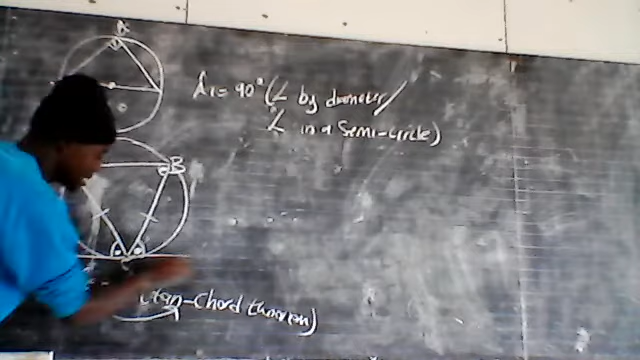 A
Â1 = 90° (∠ by diameter/
∠ in a semi-circle)
B
C
(tan-chord theorem)